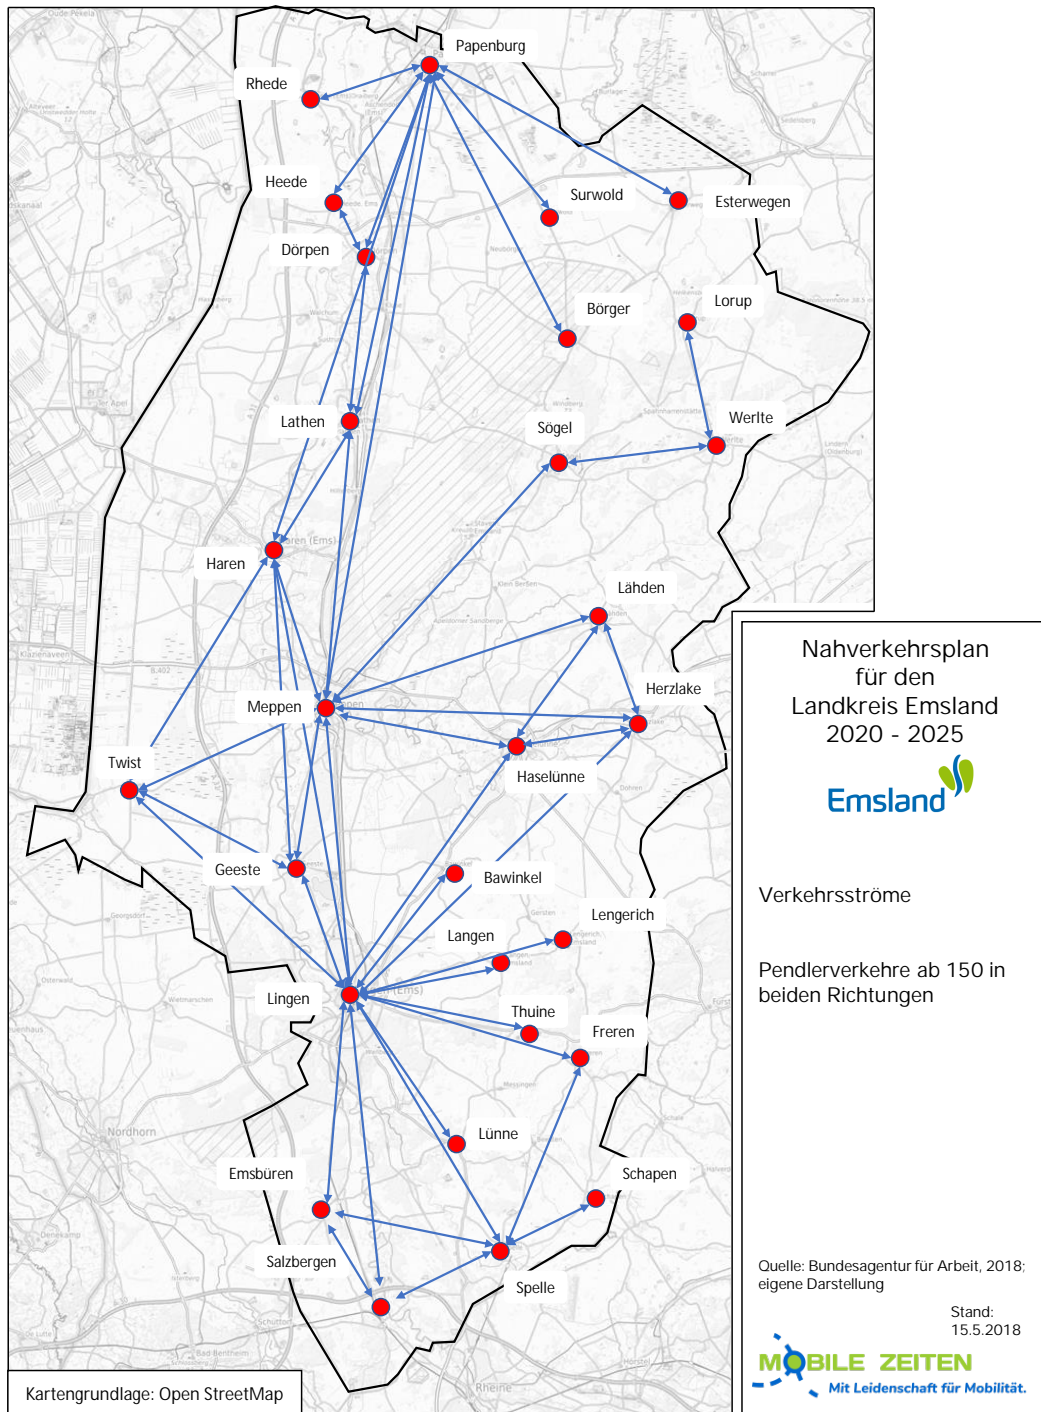 Papenburg
Rhede
Heede
Surwold
Esterwegen
Dörpen
Börger
Lorup
Lathen
Sögel
Werlte
Haren
Lähden
Herzlake
Meppen
Twist
Haselünne
Geeste
Bawinkel
Lengerich
Langen
Lingen
Thuine
Freren
Lünne
Emsbüren
Schapen
Salzbergen
Spelle
Nordhorn
Rheine
Kartengrundlage: Open StreetMap
Nahverkehrsplan
für den
Landkreis Emsland
2020 - 2025
Emsland
Verkehrsströme
Pendlerverkehre ab 150 in
beiden Richtungen
Quelle: Bundesagentur für Arbeit, 2018;
eigene Darstellung
Stand:
15.5.2018
MOBILE ZEITEN
Mit Leidenschaft für Mobilität.